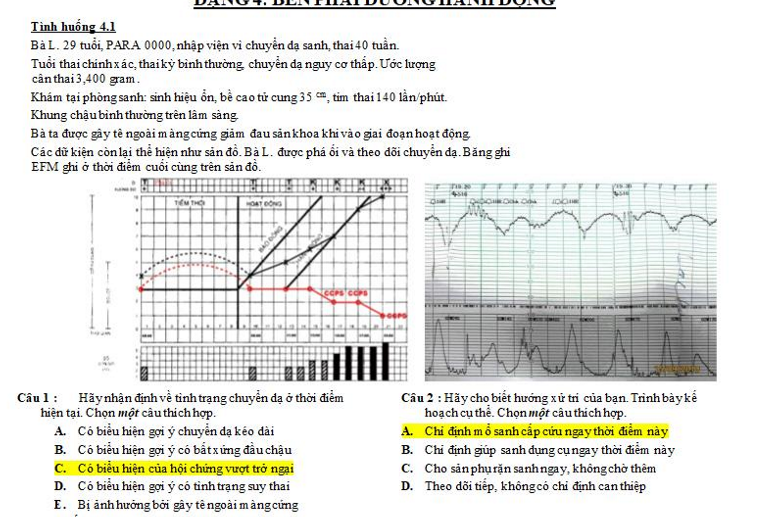 DẠNG 4. BÊN PHẢI ĐƯỜNG HÀNH ĐỘNG
Tình huống 4.1
Bà L. 29 tuổi, PARA 0000, nhập viện vì chuyển dạ sanh, thai 40 tuần.
Tuổi thai chính xác, thai kỳ bình thường, chuyển dạ nguy cơ thấp. Ước lượng
cân thai 3,400 gram.
Khám tại phòng sanh: sinh hiệu ổn, bề cao tử cung 35 cm, tim thai 140 lần/phút.
Khung chậu bình thường trên lâm sàng.
Bà ta được gây tê ngoài màng cứng giảm đau sản khoa khi vào giai đoạn hoạt động.
Các dữ kiện còn lại thể hiện như sản đồ. Bà L. được phá ối và theo dõi chuyển dạ. Băng ghi
EFM ghi ở thời điểm cuối cùng trên sản đồ.
TIỀM THỜI HOẠT ĐỘNG
BÁO ĐỘNG
CCPS CCPS
Câu 1 : Hãy nhận định về tình trạng chuyển dạ ở thời điểm
hiện tại. Chọn một câu thích hợp.
A. Có biểu hiện gợi ý chuyển dạ kéo dài
B. Có biểu hiện gợi ý có bất xứng đầu chậu
C. Có biểu hiện của hội chứng vượt trở ngại
D. Có biểu hiện gợi ý có tình trạng suy thai
E. Bị ảnh hưởng bởi gây tê ngoài màng cứng
Câu 2 : Hãy cho biết hướng xử trí của bạn. Trình bày kế
hoạch cụ thể. Chọn một câu thích hợp.
A. Chỉ định mổ sanh cấp cứu ngay thời điểm này
B. Chỉ định giúp sanh dụng cụ ngay thời điểm này
C. Cho sản phụ rặn sanh ngay, không chờ thêm
D. Theo dõi tiếp, không có chỉ định can thiệp